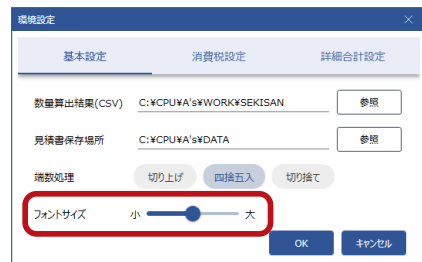 環境設定
基本設定 消費税設定 詳細合計設定
数量算出結果(CSV) C:¥CPU¥A's¥WORK¥SEKISAN 参照
見積書保存場所 C:¥CPU¥A's¥DATA 参照
端数処理 切り上げ 四捨五入 切り捨て
フォントサイズ 小 大
OK キャンセル